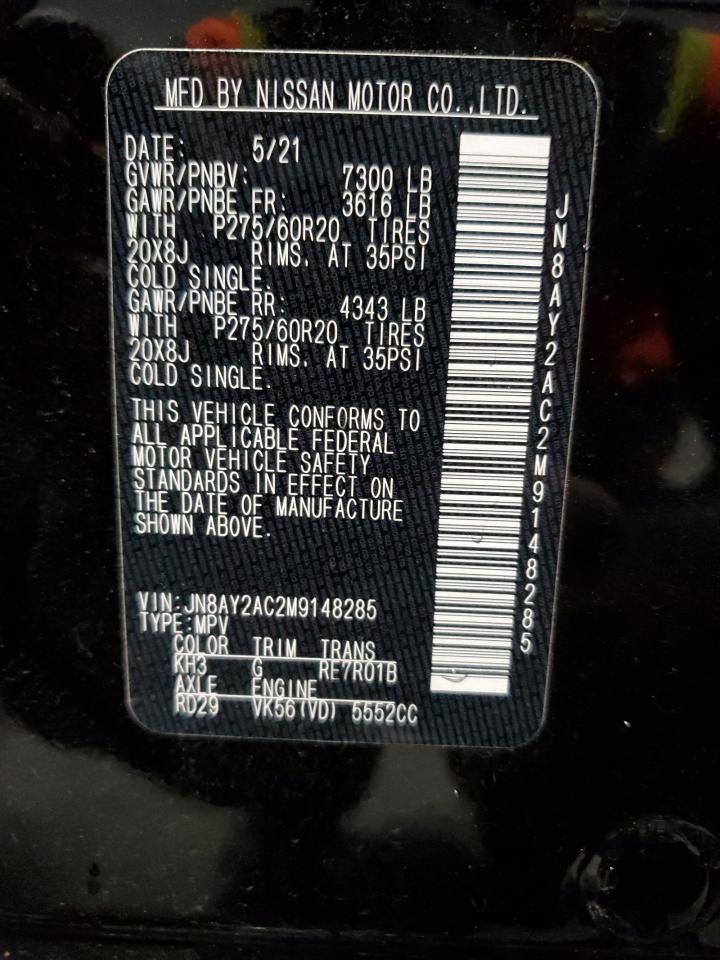 MFD BY NISSAN MOTOR CO.,LTD.
DATE: 5/21
GVWR/PNBV: 7300 LB
GAWR/PNBE FR: 3616 LB
WITH P275/60R20 TIRES
20X8J RIMS, AT 35PSI
COLD SINGLE.
GAWR/PNBE RR: 4343 LB
WITH P275/60R20 TIRES
20X8J RIMS, AT 35PSI
COLD SINGLE.
THIS VEHICLE CONFORMS TO
ALL APPLICABLE FEDERAL
MOTOR VEHICLE SAFETY
STANDARDS IN EFFECT ON
THE DATE OF MANUFACTURE
SHOWN ABOVE.
VIN:JN8AY2AC2M9148285
TYPE:MPV
COLOR TRIM TRANS
KH3 G RE7R01B
AXLE ENGINE
RD29 VK56(VD) 5552CC
JN8AY2AC2M9148285